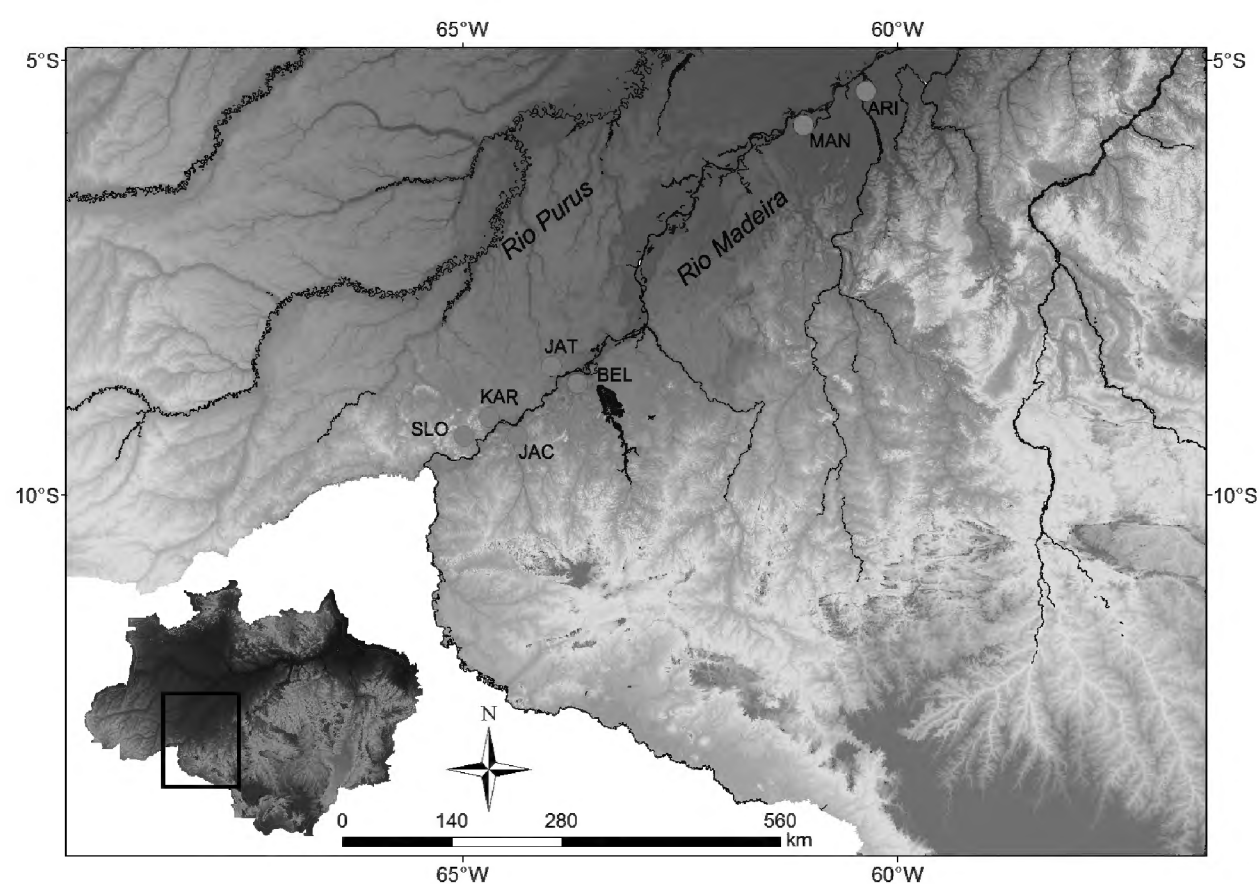 65°W 60°W
5°S 5°S
ARI
MAN
Rio Purus
Rio Madeira
JAT
BEL
KAR
SLO
JAC
10°S 10°S
N
0 140 280 560
km
65°W 60°W